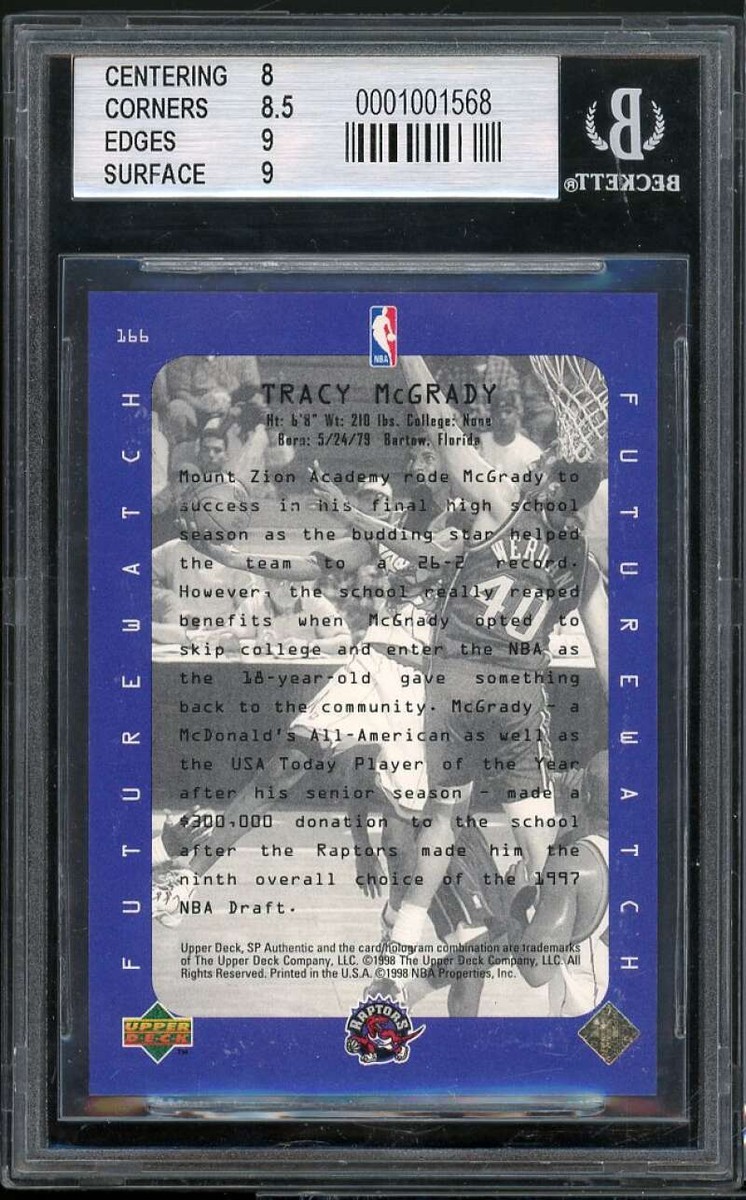 CENTERING 8
CORNERS 8.5
EDGES 9
SURFACE 9
0001001568
B
BECKETT®
166
NBA
FUTUREWATCH
FUTUREWATCH
TRACY McGRADY
Ht: 6'8" Wt: 210 lbs. College: None
Born: 5/24/79 Bartow, Florida
Mount Zion Academy rode McGrady to
success in his final high school
season as the budding star helped
the team to a 26-2 record.
However, the school really reaped
benefits when McGrady opted to
skip college and enter the NBA as
the 18-year-old gave something
back to the community. McGrady - a
McDonald's All-American as well as
the USA Today Player of the Year
after his senior season - made a
$300,000 donation to the school
after the Raptors made him the
ninth overall choice of the 1997
NBA Draft.
40
Upper Deck, SP Authentic and the card/hologram combination are trademarks
of The Upper Deck Company, LLC. ©1998 The Upper Deck Company, LLC. All
Rights Reserved. Printed in the U.S.A. ©1998 NBA Properties, Inc.
UPPER
DECK
TM
RAPTORS